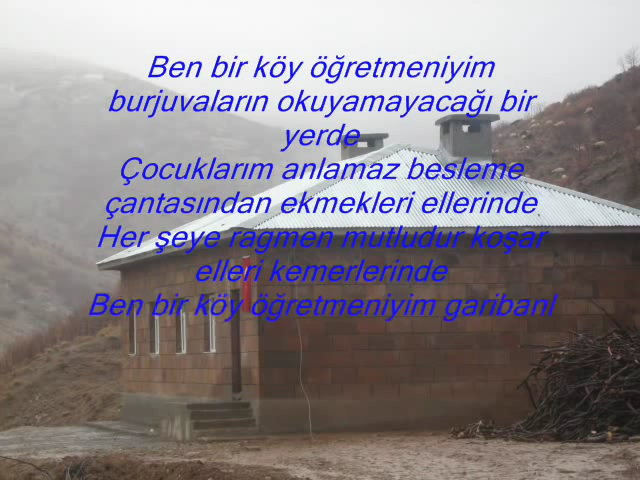 Ben bir köy öğretmeniyim
burjuvaların okuyamayacağı bir
yerde
Çocuklarım anlamaz besleme
çantasından ekmekleri ellerinde
Her şeye ragmen mutludur koşar
elleri kemerlerinde
Ben bir köy öğretmeniyim garibanl